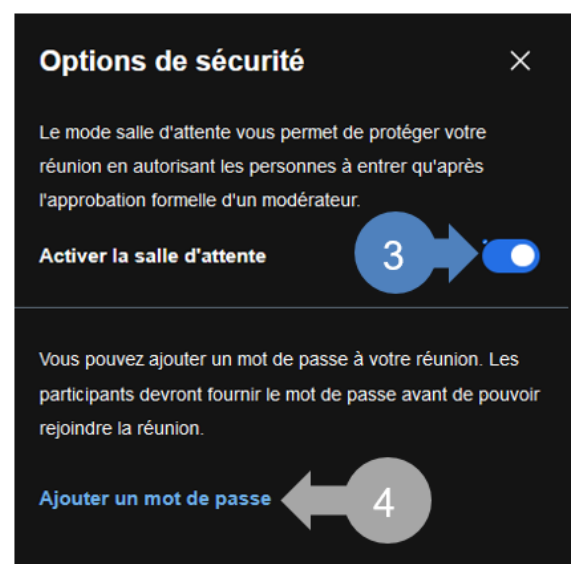 Options de sécurité
Le mode salle d'attente vous permet de protéger votre
réunion en autorisant les personnes à entrer qu'après
l'approbation formelle d'un modérateur.
Activer la salle d'attente
3
Vous pouvez ajouter un mot de passe à votre réunion. Les
participants devront fournir le mot de passe avant de pouvoir
rejoindre la réunion.
Ajouter un mot de passe
4